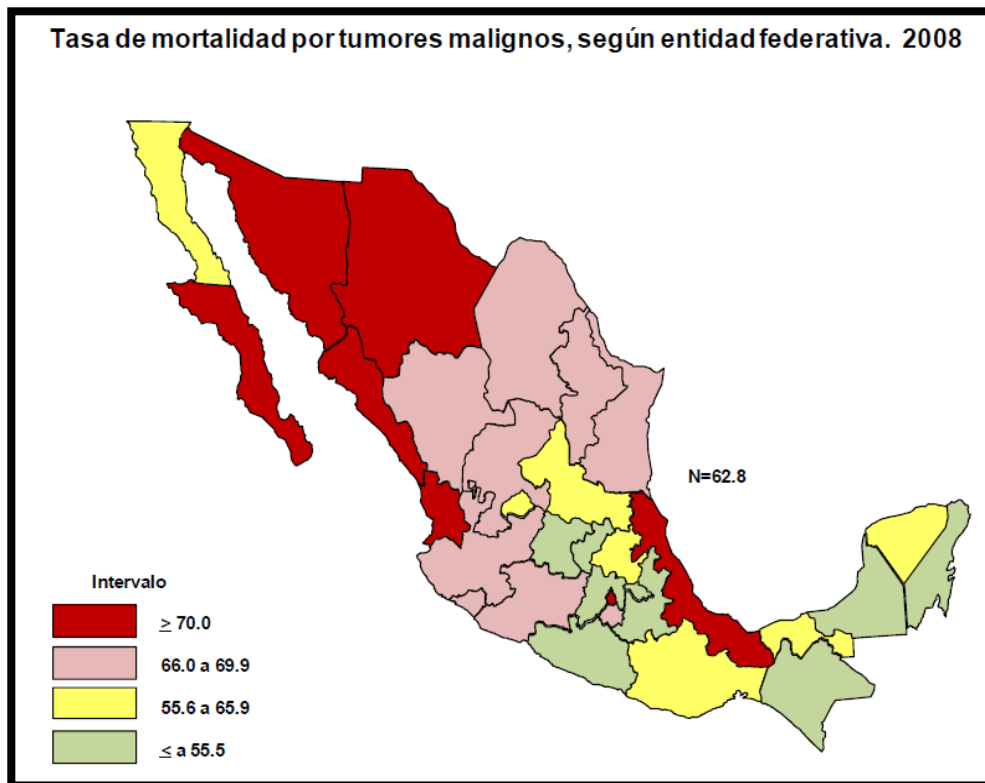 Tasa de mortalidad por tumores malignos, según entidad federativa. 2008
N=62.8
Intervalo
≥ 70.0
66.0 a 69.9
55.6 a 65.9
≤ a 55.5